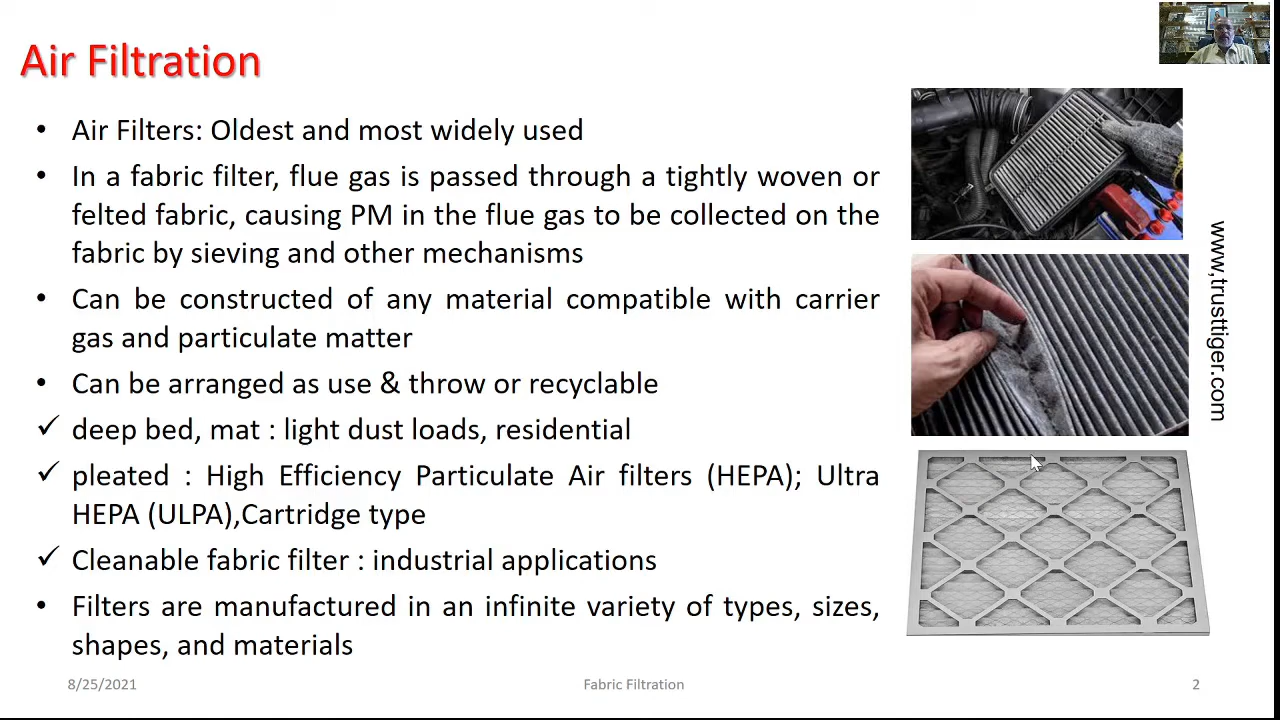 Air Filtration
• Air Filters: Oldest and most widely used
• In a fabric filter, flue gas is passed through a tightly woven or
felted fabric, causing PM in the flue gas to be collected on the
fabric by sieving and other mechanisms
• Can be constructed of any material compatible with carrier
gas and particulate matter
• Can be arranged as use & throw or recyclable
✓ deep bed, mat : light dust loads, residential
✓ pleated : High Efficiency Particulate Air filters (HEPA); Ultra
HEPA (ULPA),Cartridge type
✓ Cleanable fabric filter : industrial applications
• Filters are manufactured in an infinite variety of types, sizes,
shapes, and materials
www,trusttiger.com
8/25/2021
Fabric Filtration
2